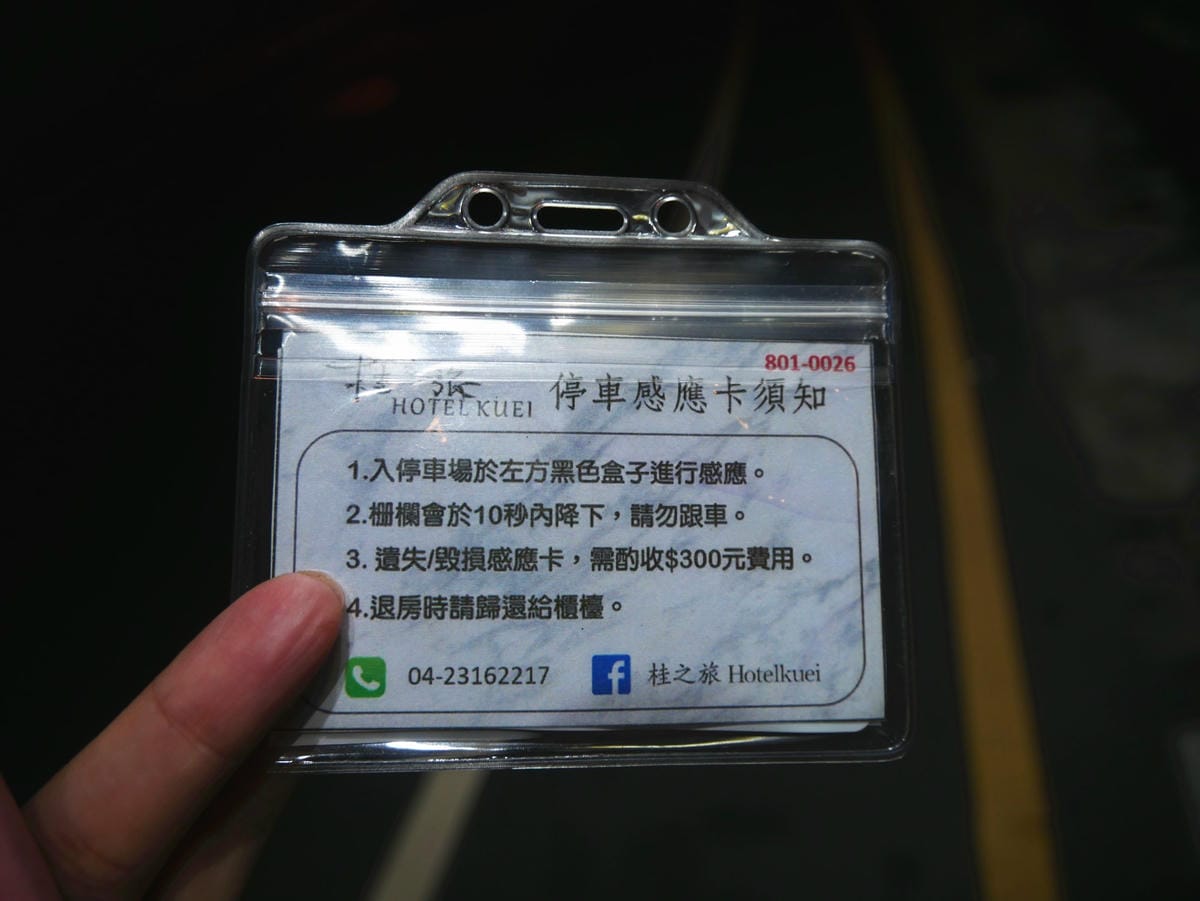 801-0026
桂之旅 停車感應卡須知
HOTEL KUEI
1.入停車場於左方黑色盒子進行感應。
2.柵欄會於10秒內降下，請勿跟車。
3. 遺失/毀損感應卡，需酌收$300元費用。
4.退房時請歸還給櫃檯。
04-23162217 桂之旅 Hotelkuei